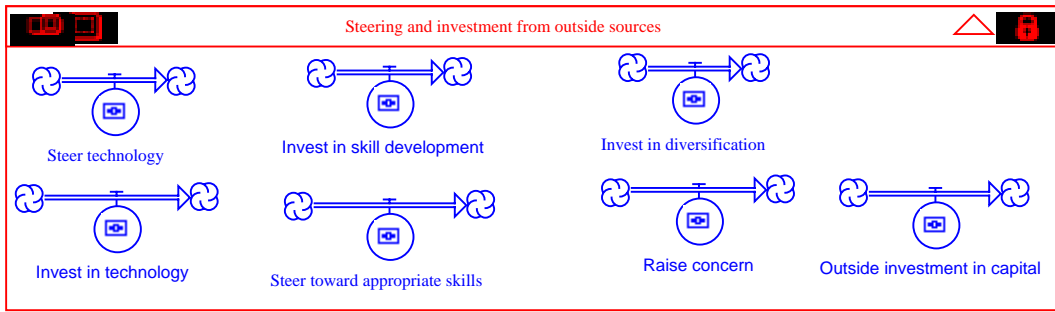 Steering and investment from outside sources
Steer technology
Invest in skill development
Invest in diversification
Invest in technology
Steer toward appropriate skills
Raise concern
Outside investment in capital